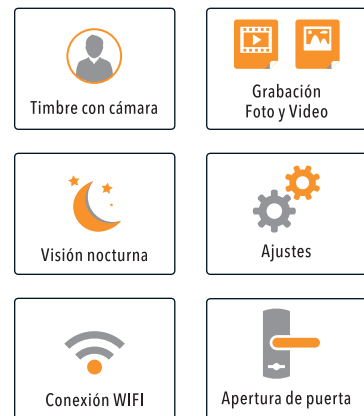 Timbre con cámara
Grabación
Foto y Video
Visión nocturna
Ajustes
Conexión WIFI
Apertura de puerta